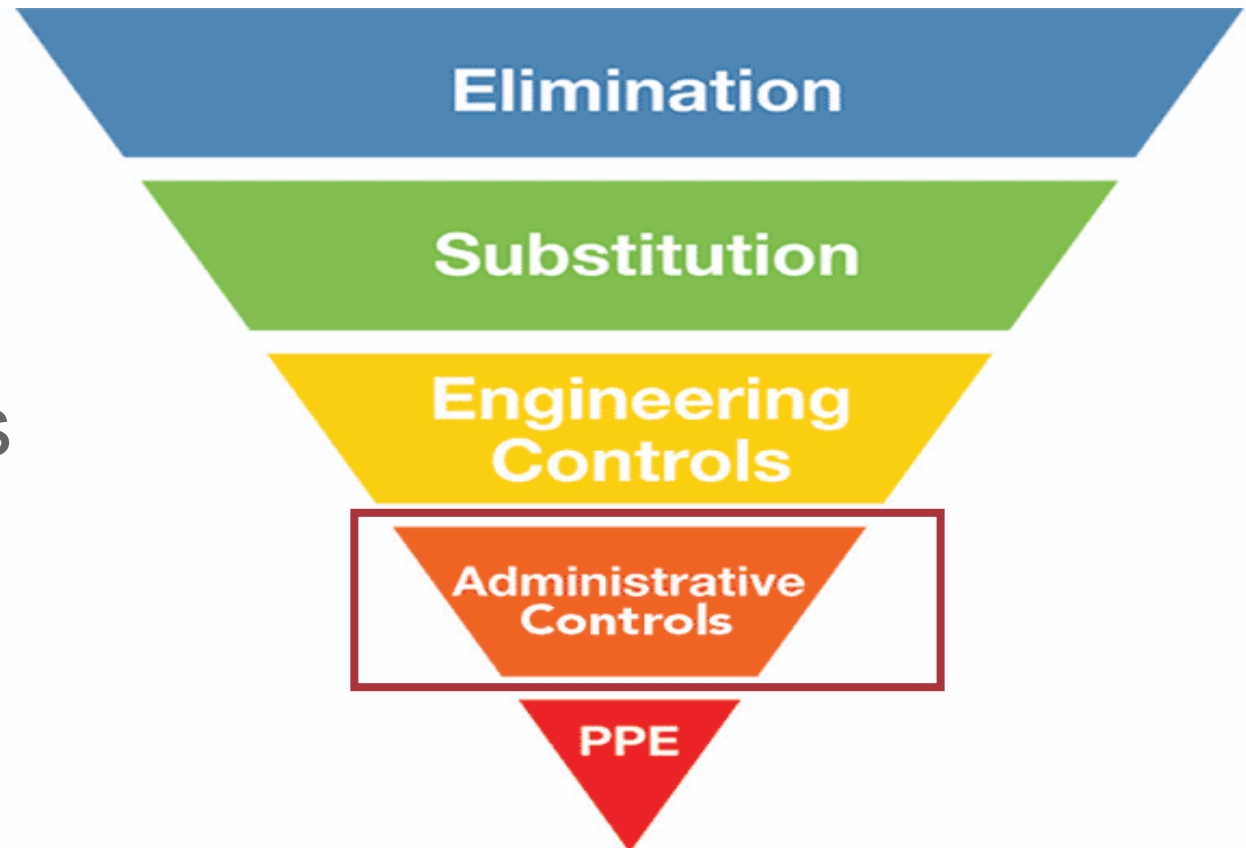 Elimination
Substitution
Engineering
Controls
s
Administrative
Controls
PPE